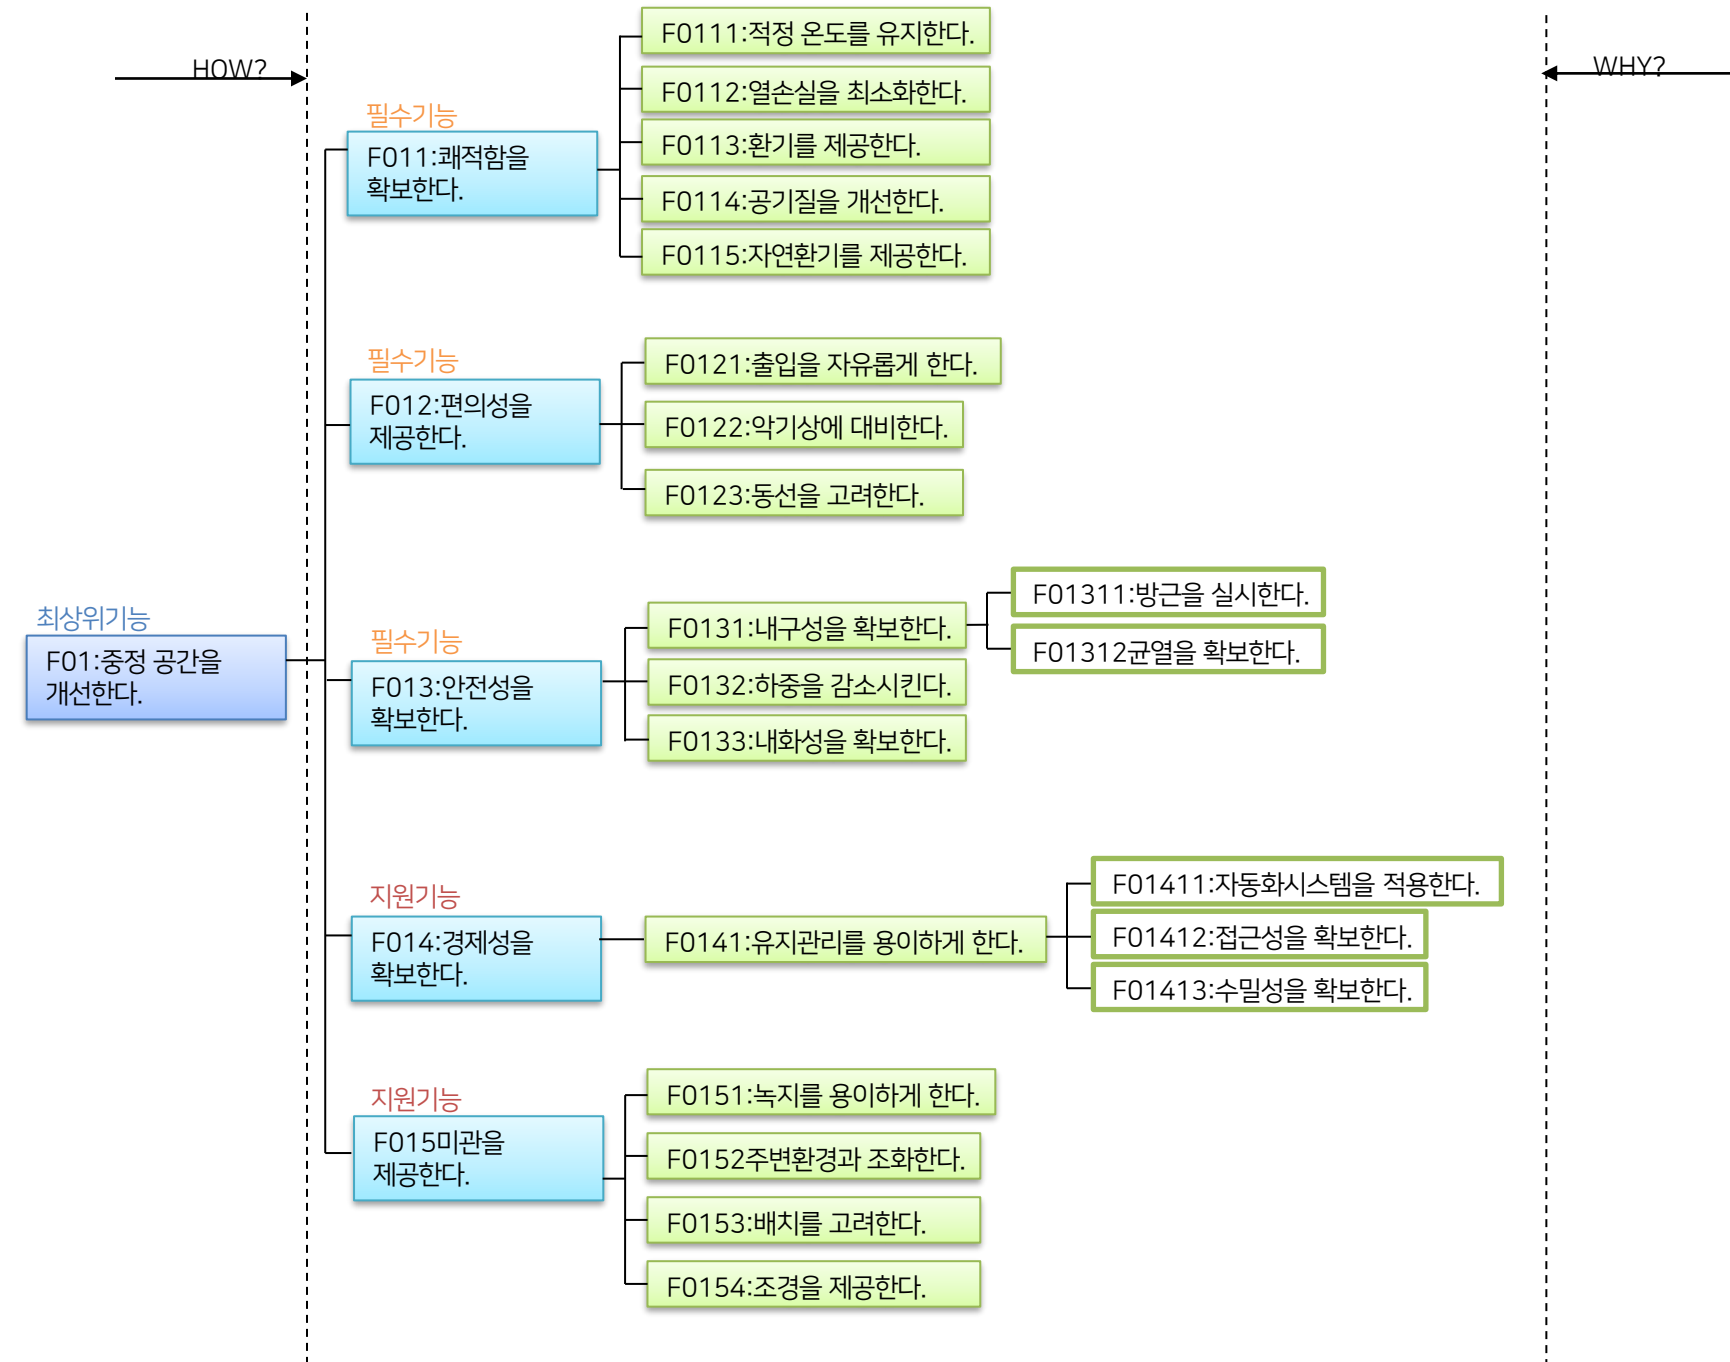 HOW?
WHY?
최상위기능
F01:중정 공간을
개선한다.
필수기능
F011:쾌적함을
확보한다.
F0111:적정 온도를 유지한다.
F0112:열손실을 최소화한다.
F0113:환기를 제공한다.
F0114:공기질을 개선한다.
F0115:자연환기를 제공한다.
필수기능
F012:편의성을
제공한다.
F0121:출입을 자유롭게 한다.
F0122:악기상에 대비한다.
F0123:동선을 고려한다.
필수기능
F013:안전성을
확보한다.
F0131:내구성을 확보한다.
F01311:방근을 실시한다.
F01312균열을 확보한다.
F0132:하중을 감소시킨다.
F0133:내화성을 확보한다.
지원기능
F014:경제성을
확보한다.
F0141:유지관리를 용이하게 한다.
F01411:자동화시스템을 적용한다.
F01412:접근성을 확보한다.
F01413:수밀성을 확보한다.
지원기능
F015미관을
제공한다.
F0151:녹지를 용이하게 한다.
F0152주변환경과 조화한다.
F0153:배치를 고려한다.
F0154:조경을 제공한다.